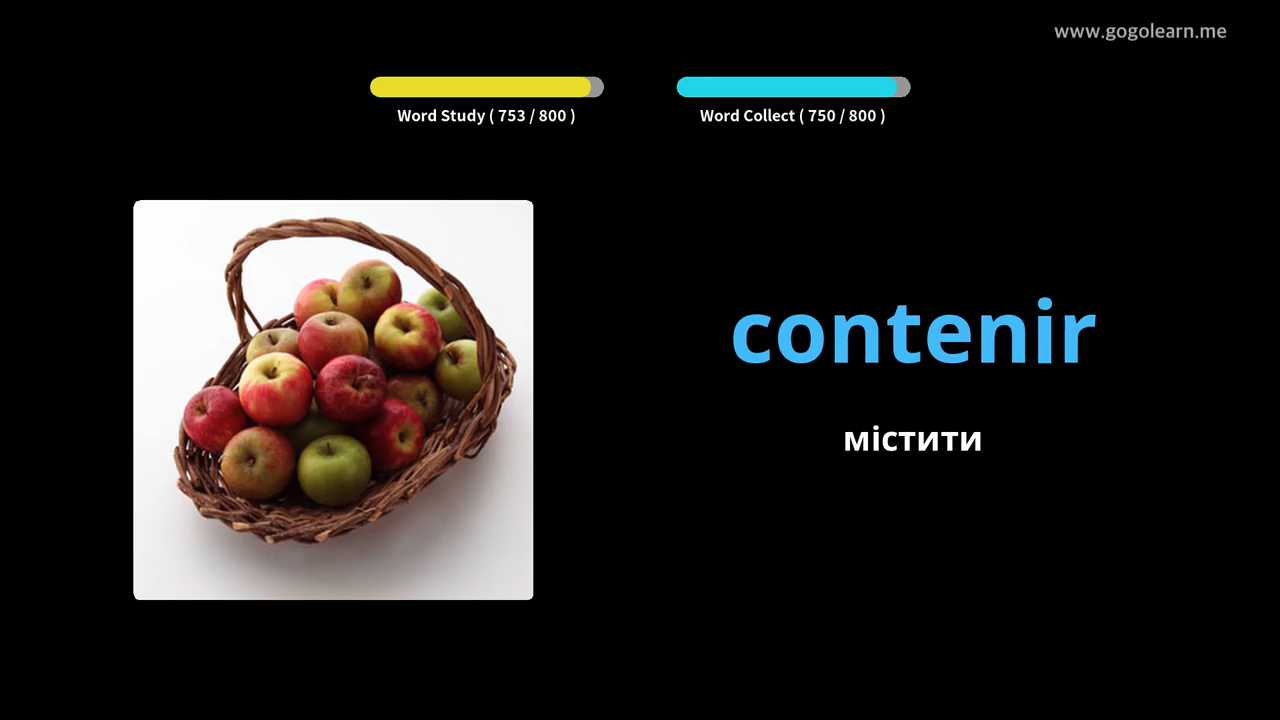 www.gogolearn.me
Word Study ( 753 / 800 )
Word Collect ( 750 / 800 )
contenir
містити